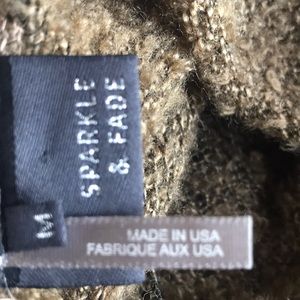 SPARKLE
& FADE
M
MADE IN USA
FABRIQUE AUX USA